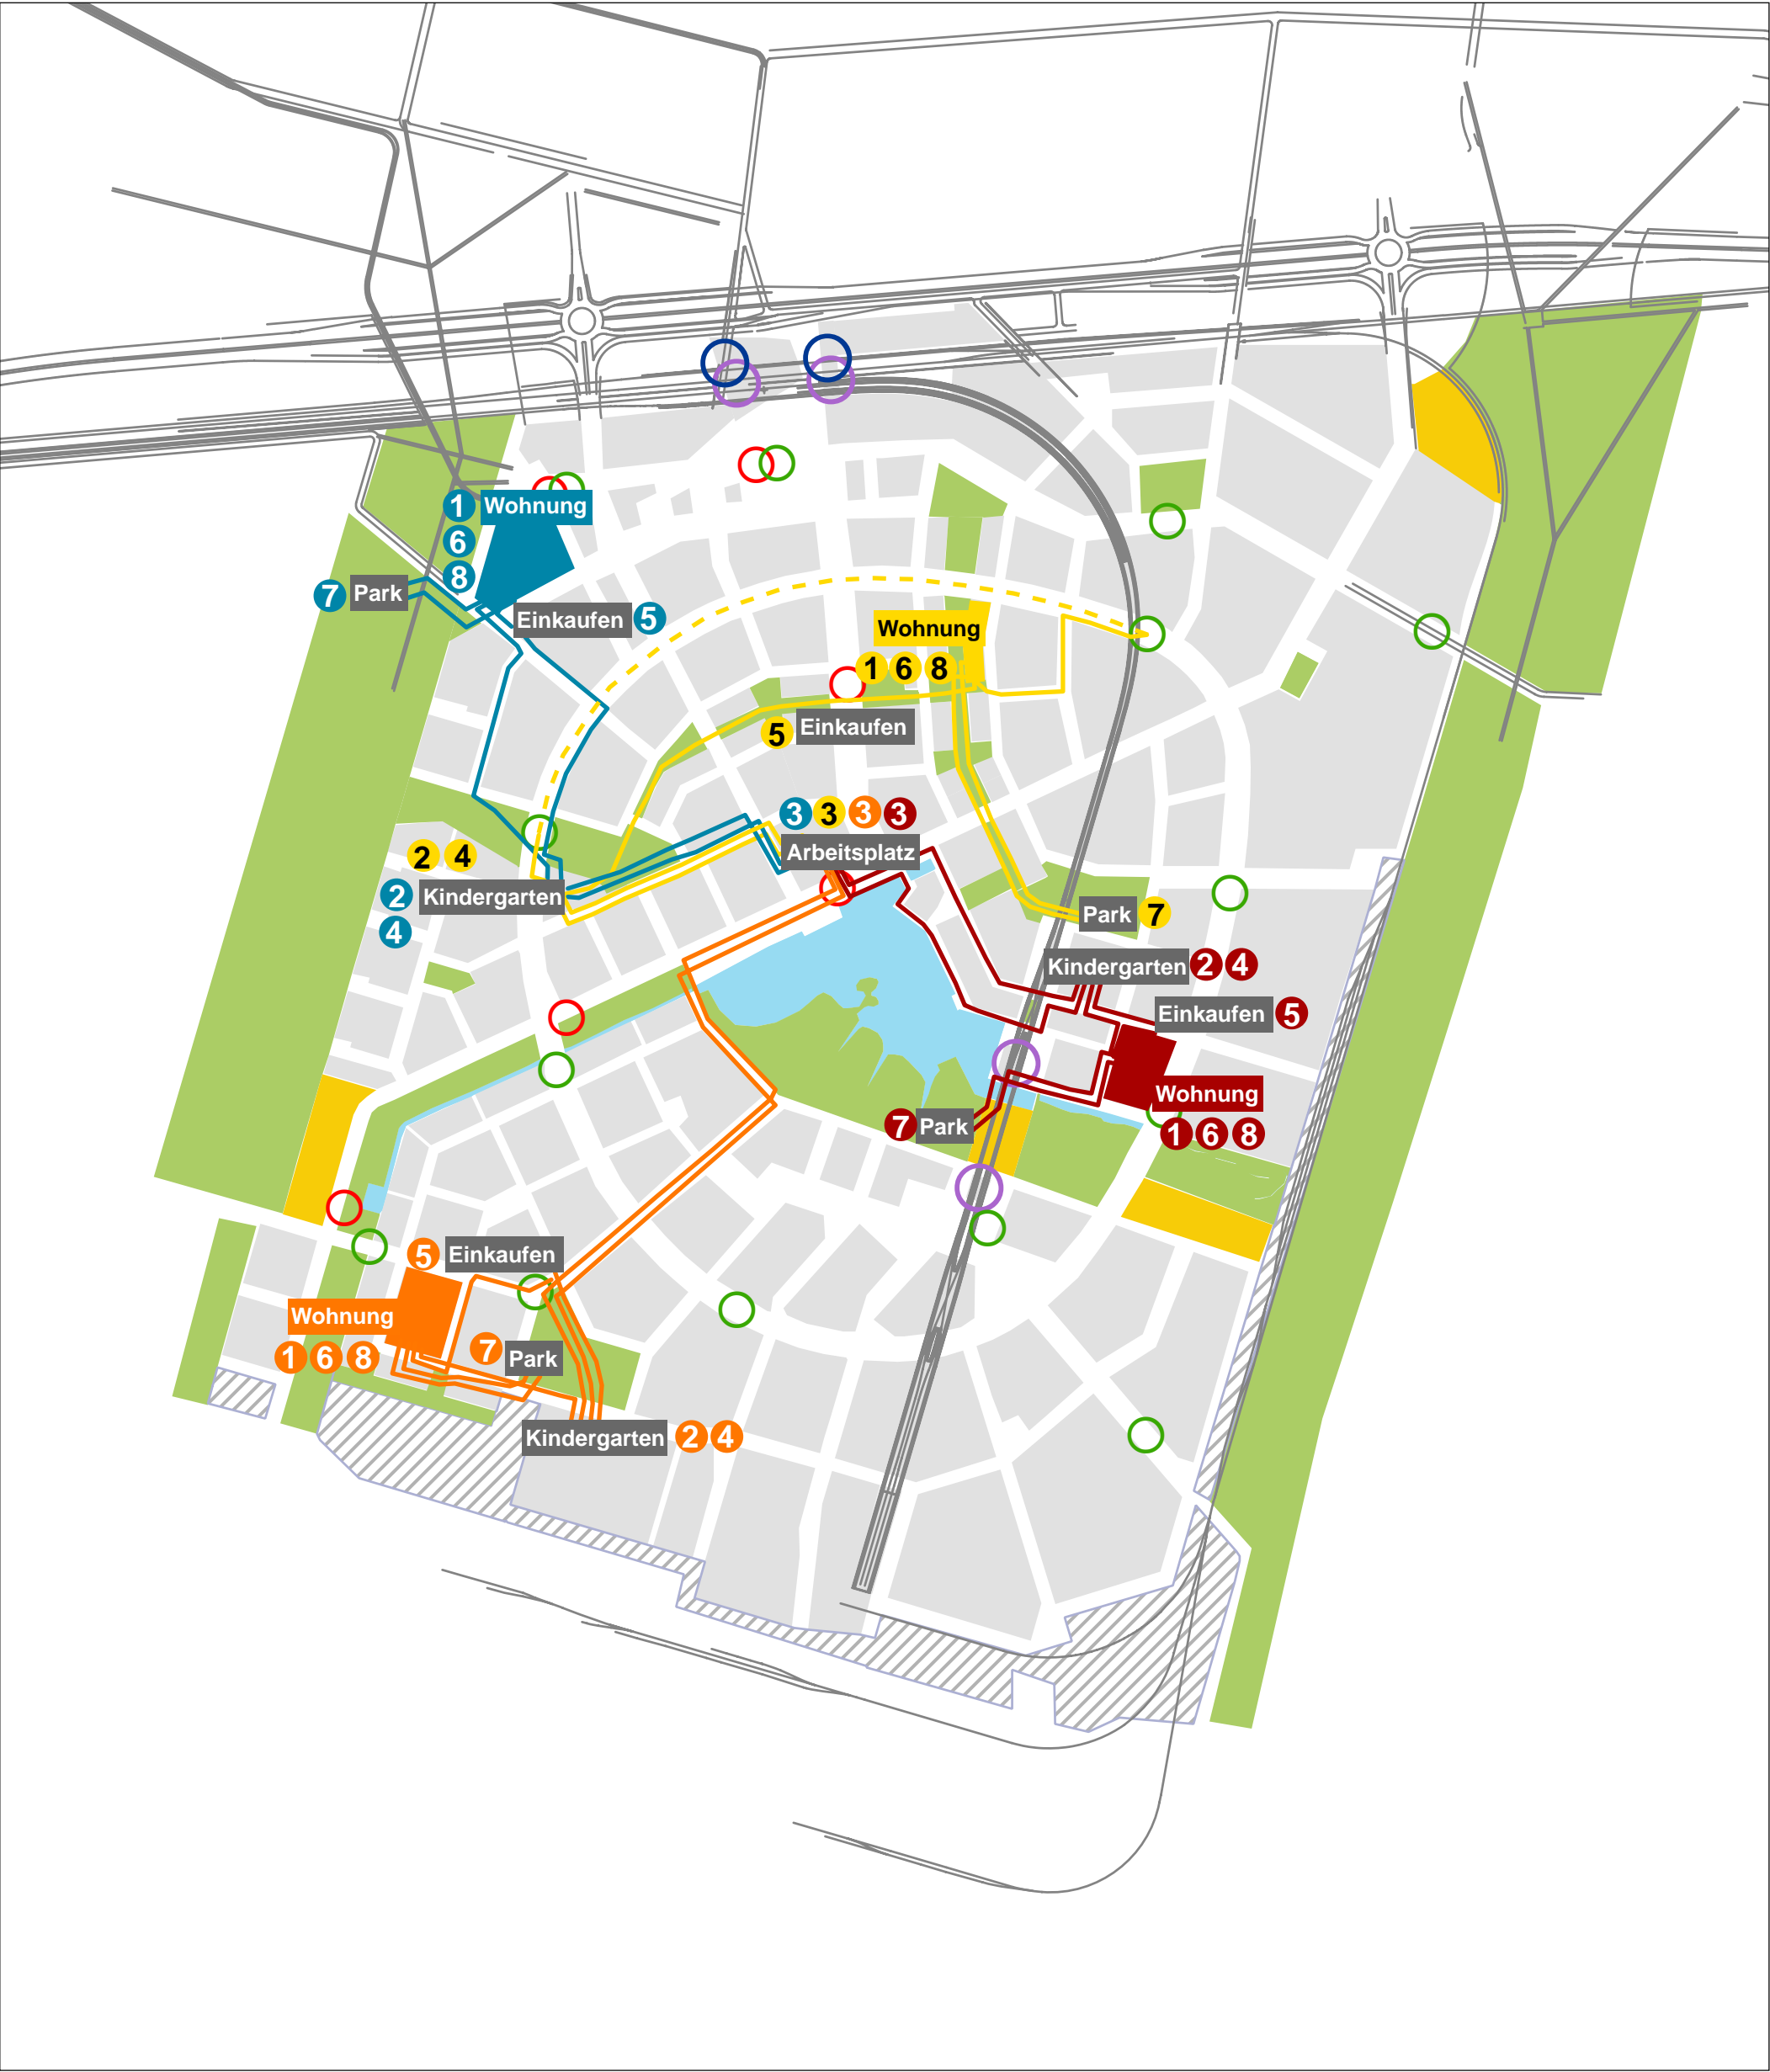 1 Wohnung
6
8
7 Park
Einkaufen 5
Wohnung
1 6 8
5 Einkaufen
3 3 3 3
Arbeitsplatz
2 4
2 Kindergarten
4
Park 7
Kindergarten 2 4
Einkaufen 5
Wohnung
1 6 8
7 Park
5 Einkaufen
Wohnung
1 6 8
7 Park
Kindergarten 2 4